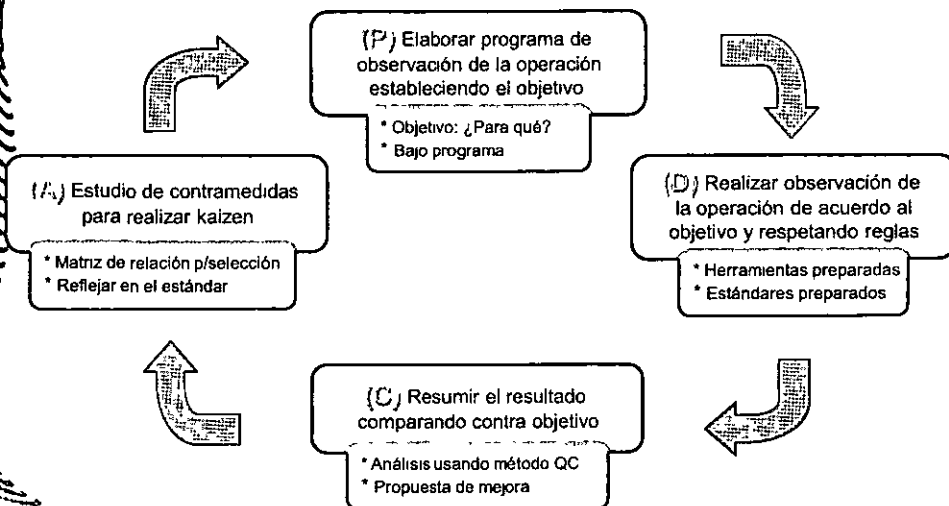 (P) Elaborar programa de
observación de la operación
estableciendo el objetivo
* Objetivo: ¿Para qué?
* Bajo programa
(D) Realizar observación de
la operación de acuerdo al
objetivo y respetando reglas
* Herramientas preparadas
* Estándares preparados
(C) Resumir el resultado
comparando contra objetivo
* Análisis usando método QC
* Propuesta de mejora
(A) Estudio de contramedidas
para realizar kaizen
* Matriz de relación p/selección
* Reflejar en el estándar